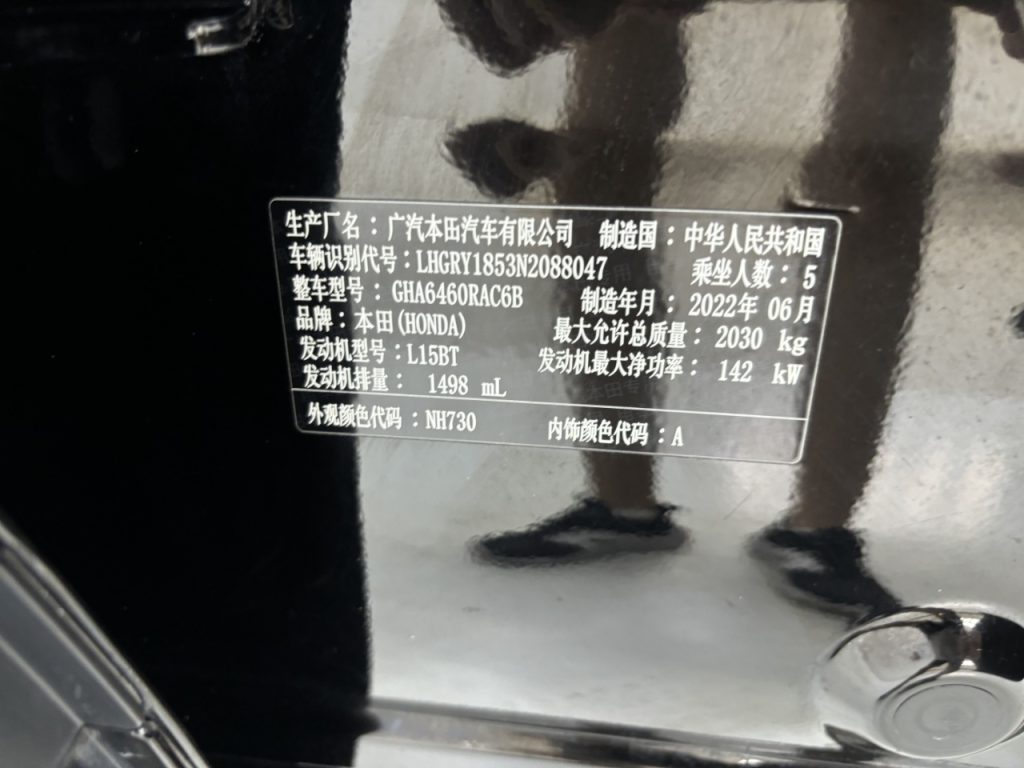 生产厂名：广汽本田汽车有限公司 制造国：中华人民共和国
车辆识别代号：LHGRY1853N2088047 乘坐人数：5
整车型号：GHA6460RAC6B 制造年月：2022年06月
品牌：本田(HONDA) 最大允许总质量：2030 kg
发动机型号：L15BT 发动机最大净功率：142 kW
发动机排量：1498 mL
外观颜色代码：NH730 内饰颜色代码：A